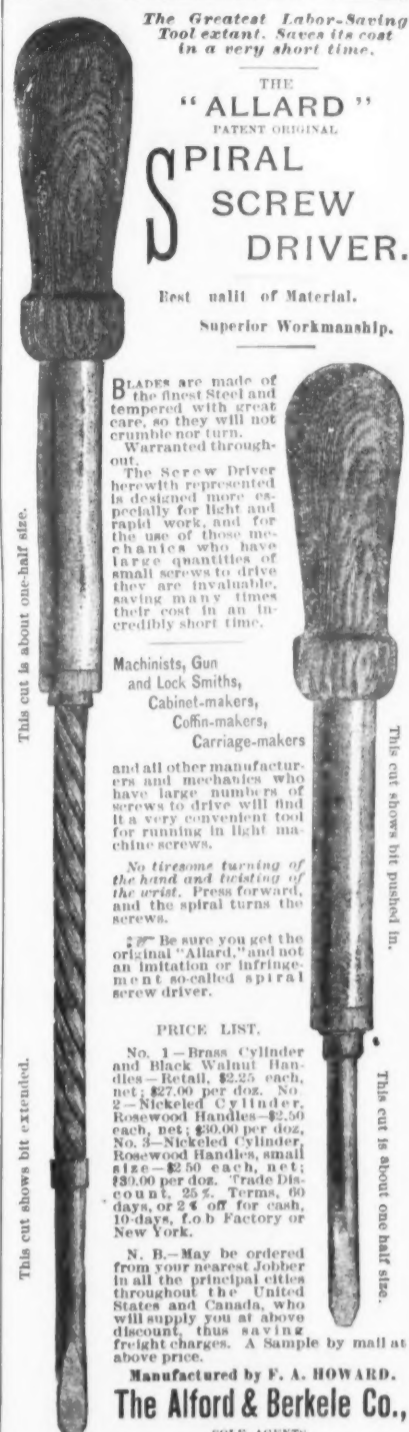 The Greatest Labor-Saving
Tool extant. Saves its cost
in a very short time.
THE
"ALLARD"
PATENT ORIGINAL
SPIRAL
SCREW
DRIVER.
Best ualit of Material.
Superior Workmanship.
BLADES are made of
the finest Steel and
tempered with great
care, so they will not
crumble nor turn.
Warranted through-
out.
The Screw Driver
herewith represented
is designed more es-
pecially for light and
rapid work, and for
the use of those me-
chanics who have
large quantities of
small screws to drive
they are invaluable,
saving many times
their cost in an in-
credibly short time.
Machinists, Gun
and Lock Smiths,
Cabinet-makers,
Coffin-makers,
Carriage-makers
and all other manufactur-
ers and mechanics who
have large numbers of
screws to drive will find
it a very convenient tool
for running in light ma-
chine screws.
No tiresome turning of
the hand and twisting of
the wrist. Press forward,
and the spiral turns the
screws.
☞ Be sure you get the
original "Allard," and not
an imitation or infringe-
ment so-called spiral
screw driver.
PRICE LIST.
No. 1—Brass Cylinder
and Black Walnut Han-
dles—Retail, $2.25 each,
net; $27.00 per doz. No.
2—Nickeled Cylinder,
Rosewood Handles—$2.50
each, net; $30.00 per doz.
No. 3—Nickeled Cylinder,
Rosewood Handles, small
size—$2 50 each, net;
$30.00 per doz. Trade Dis-
count, 25%. Terms, 60
days, or 2% off for cash,
10-days, f.o.b Factory or
New York.
N. B.—May be ordered
from your nearest Jobber
in all the principal cities
throughout the United
States and Canada, who
will supply you at above
discount, thus saving
freight charges. A Sample by mail at
above price.
Manufactured by F. A. HOWARD.
The Alford & Berkele Co.,
SOLE AGENTS
This cut is about one-half size.
This cut shows bit extended.
This cut shows bit pushed in.
This cut is about one half size.